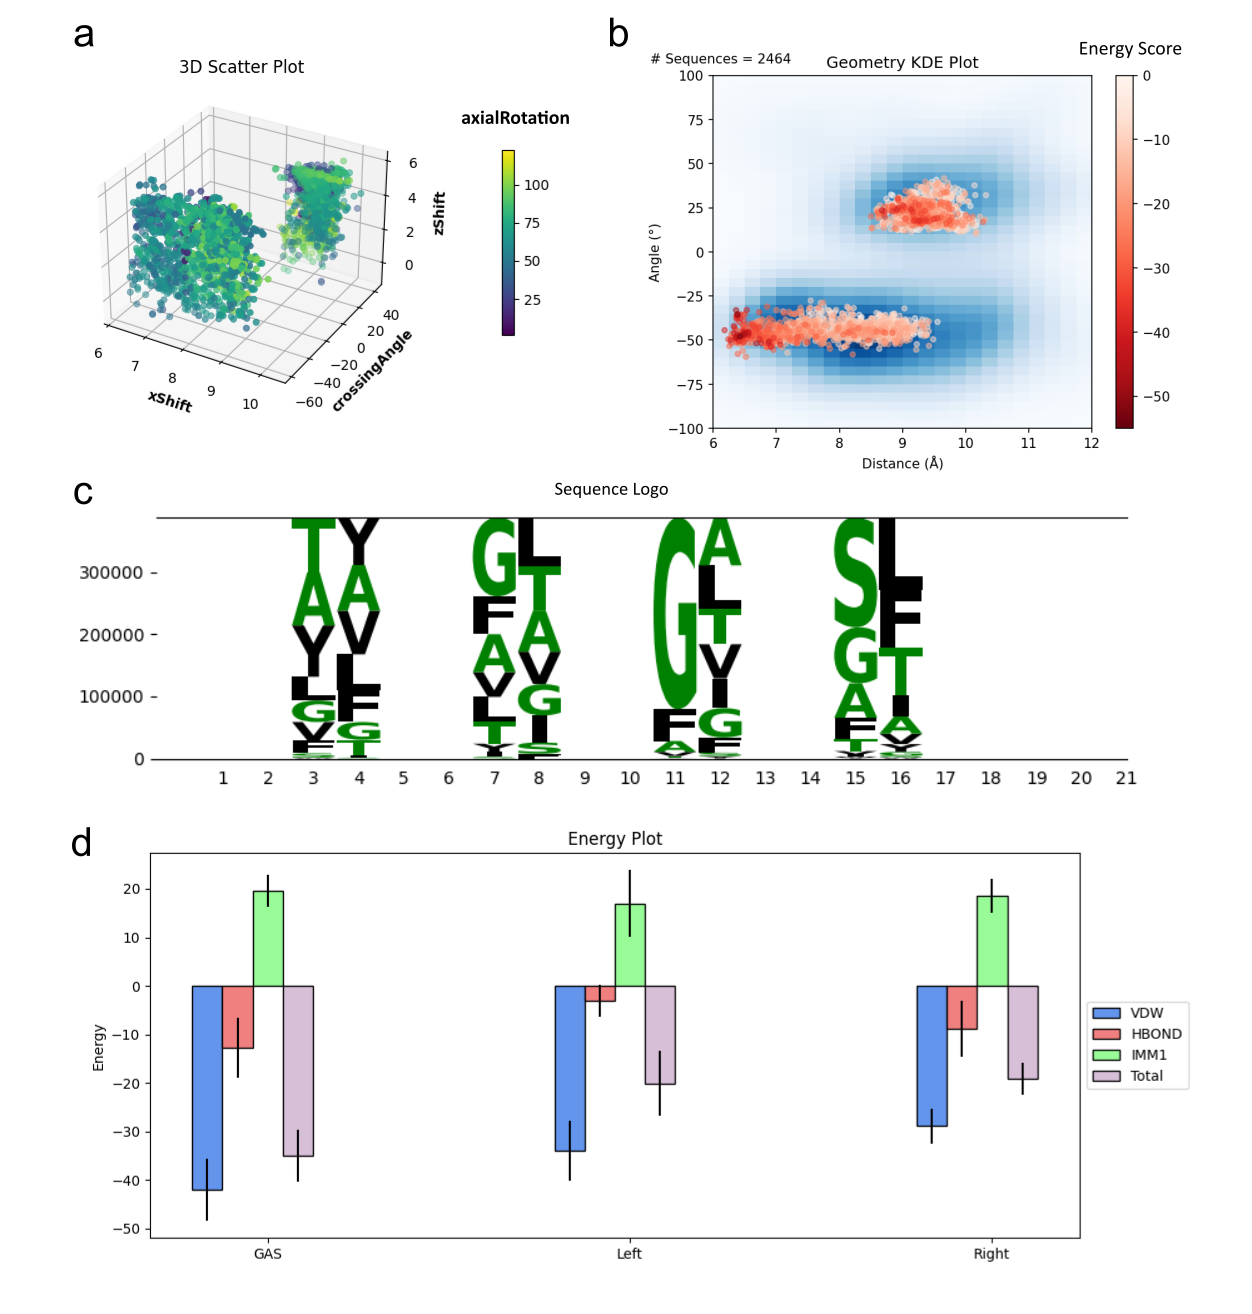 a
3D Scatter Plot
axialRotation
100
75
50
25
6
4
2
0
zShift
40
20
0
−20
−40
−60
crossingAngle
6
7
8
9
10
xShift
b
# Sequences = 2464
Geometry KDE Plot
Energy Score
100
75
50
25
0
−25
−50
−75
−100
Angle (°)
6 7 8 9 10 11 12
Distance (Å)
0
−10
−20
−30
−40
−50
c
Sequence Logo
300000
200000
100000
0
T Y G L G A S L
A A F T F L G F
Y V A A A T A T
L L V V V F I
G F L G I T A
V G T I G V
F T Y S F Y
1 2 3 4 5 6 7 8 9 10 11 12 13 14 15 16 17 18 19 20 21
d
Energy Plot
20
10
0
−10
−20
−30
−40
−50
Energy
GAS Left Right
VDW
HBOND
IMM1
Total